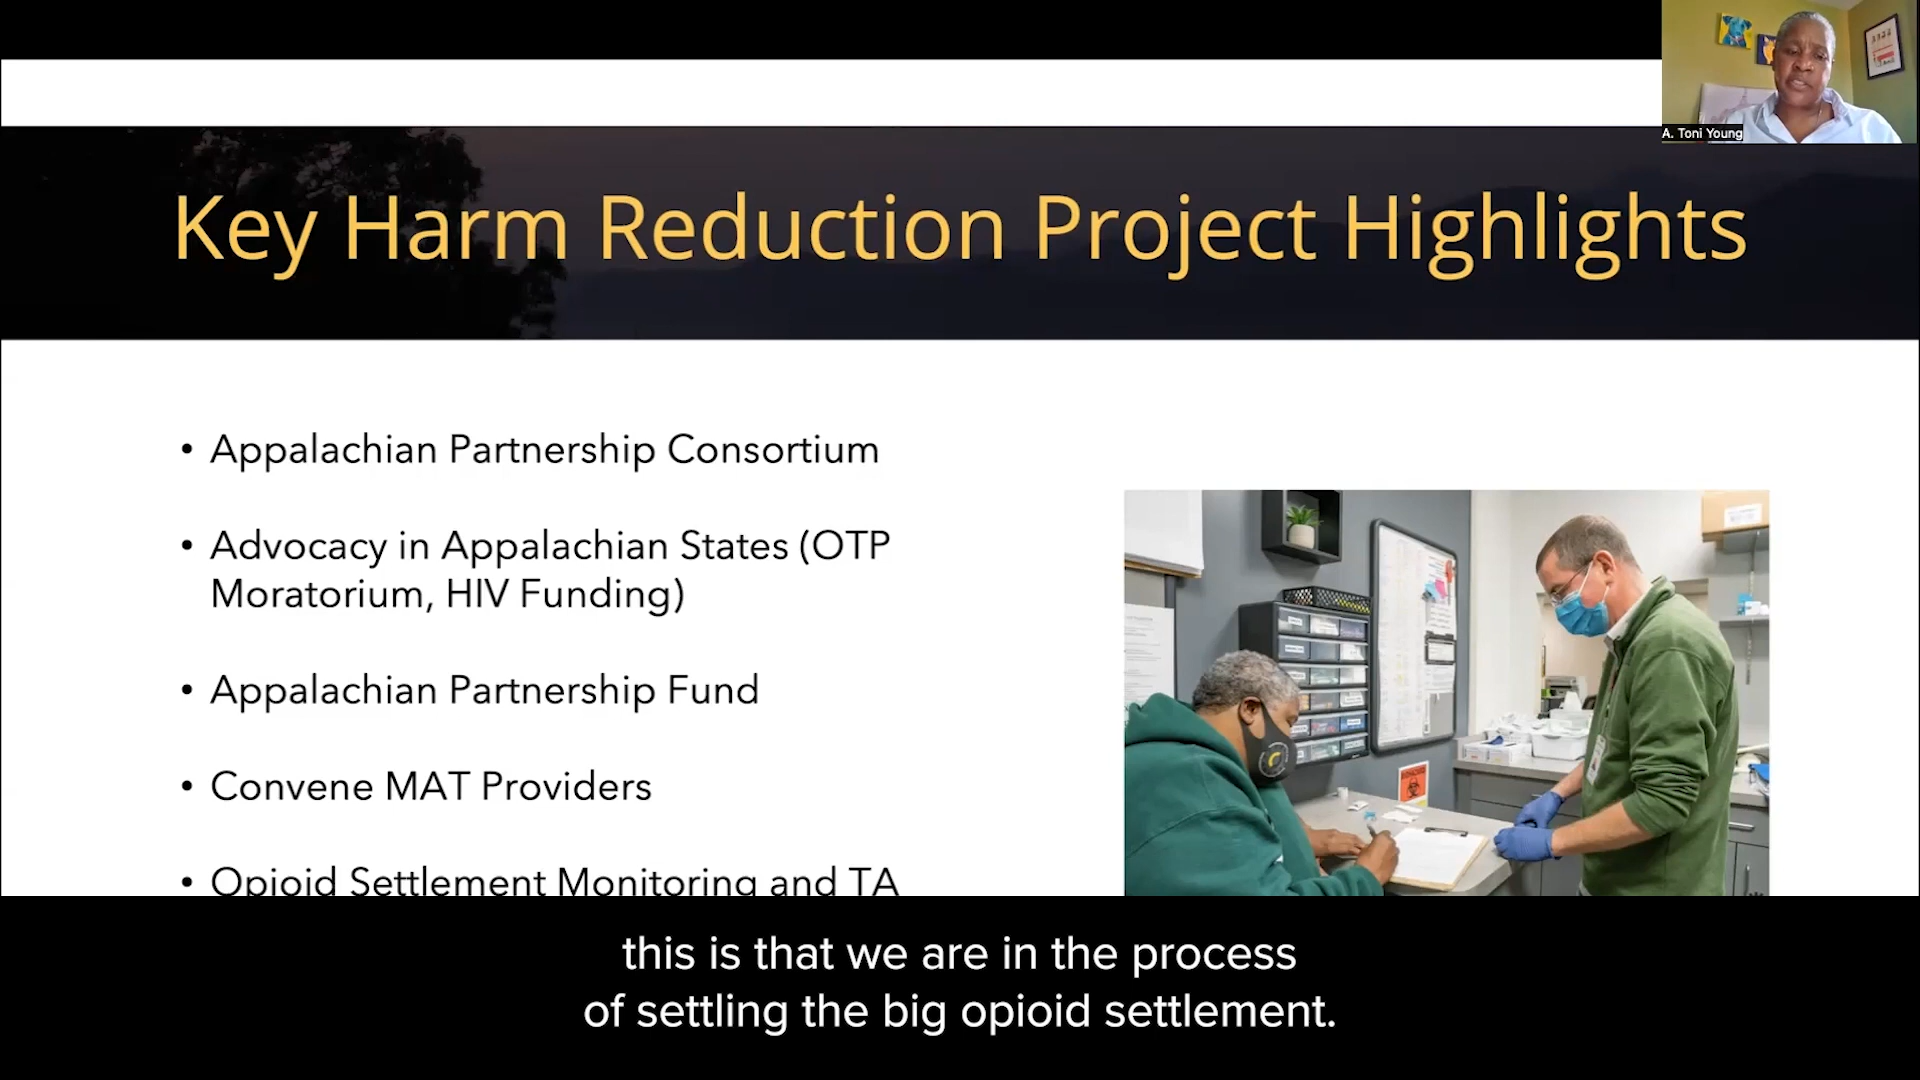 A. Toni Young
Key Harm Reduction Project Highlights
• Appalachian Partnership Consortium
• Advocacy in Appalachian States (OTP
Moratorium, HIV Funding)
• Appalachian Partnership Fund
• Convene MAT Providers
• Opioid Settlement Monitoring and TA
BIOHAZARD
this is that we are in the process
of settling the big opioid settlement.